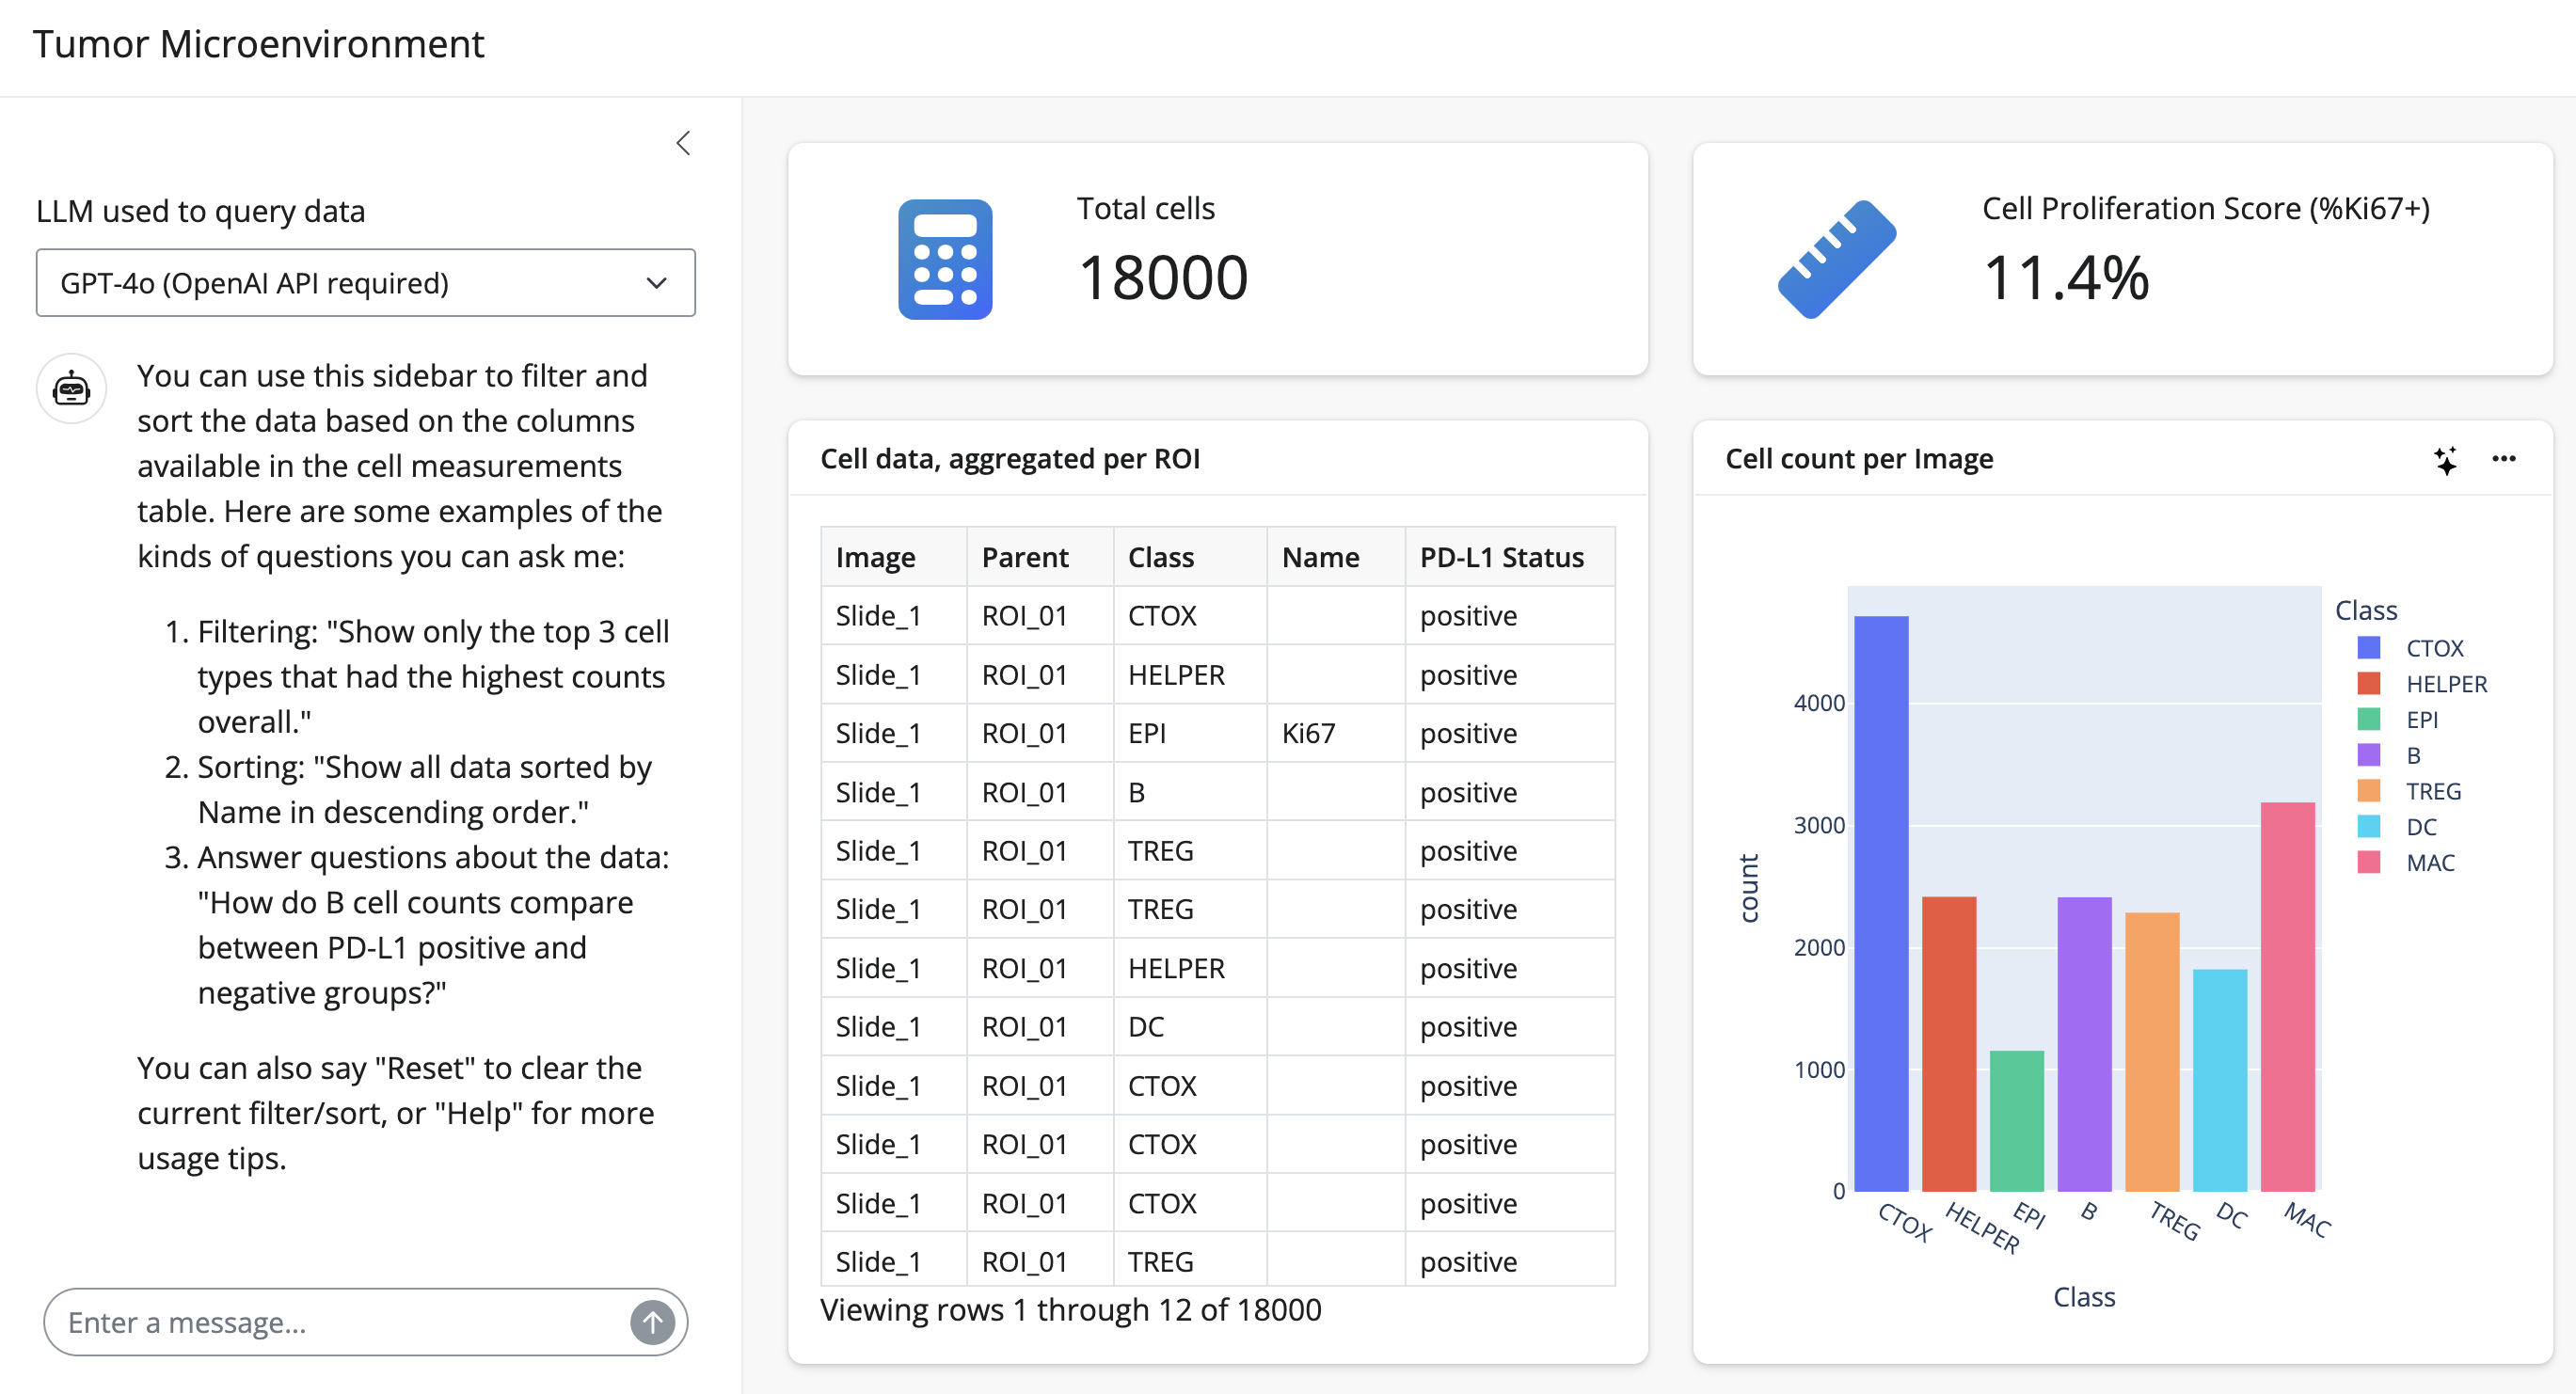 Tumor Microenvironment
LLM used to query data
GPT-4o (OpenAI API required)
You can use this sidebar to filter and
sort the data based on the columns
available in the cell measurements
table. Here are some examples of the
kinds of questions you can ask me:
1. Filtering: "Show only the top 3 cell
types that had the highest counts
overall."
2. Sorting: "Show all data sorted by
Name in descending order."
3. Answer questions about the data:
"How do B cell counts compare
between PD-L1 positive and
negative groups?"
You can also say "Reset" to clear the
current filter/sort, or "Help" for more
usage tips.
Enter a message...
Total cells
18000
Cell Proliferation Score (%Ki67+)
11.4%
Cell data, aggregated per ROI
Image Parent Class Name PD-L1 Status
Slide_1 ROI_01 CTOX positive
Slide_1 ROI_01 HELPER positive
Slide_1 ROI_01 EPI Ki67 positive
Slide_1 ROI_01 B positive
Slide_1 ROI_01 TREG positive
Slide_1 ROI_01 TREG positive
Slide_1 ROI_01 HELPER positive
Slide_1 ROI_01 DC positive
Slide_1 ROI_01 CTOX positive
Slide_1 ROI_01 CTOX positive
Slide_1 ROI_01 CTOX positive
Slide_1 ROI_01 TREG positive
Viewing rows 1 through 12 of 18000
Cell count per Image
count
4000
3000
2000
1000
0
CTOX HELPER EPI B TREG DC MAC
Class
Class
CTOX
HELPER
EPI
B
TREG
DC
MAC